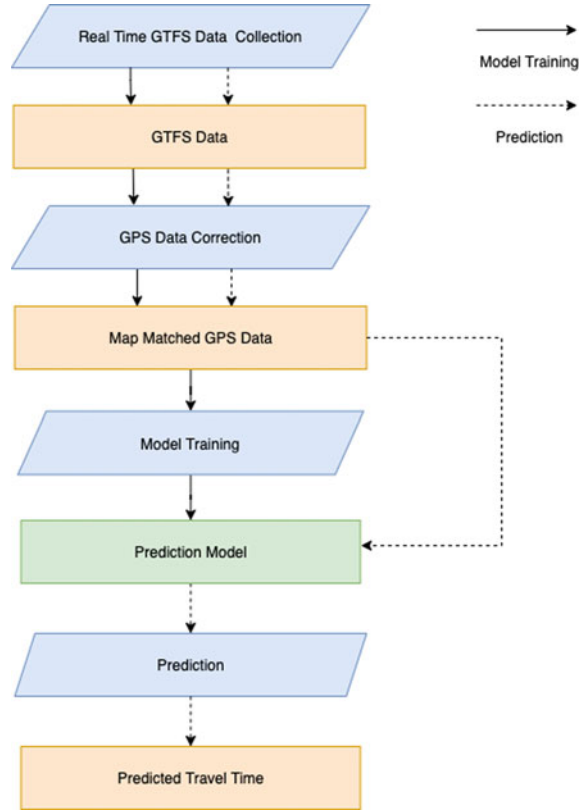 Real Time GTFS Data Collection
Model Training
GTFS Data
Prediction
GPS Data Correction
Map Matched GPS Data
Model Training
Prediction Model
Prediction
Predicted Travel Time